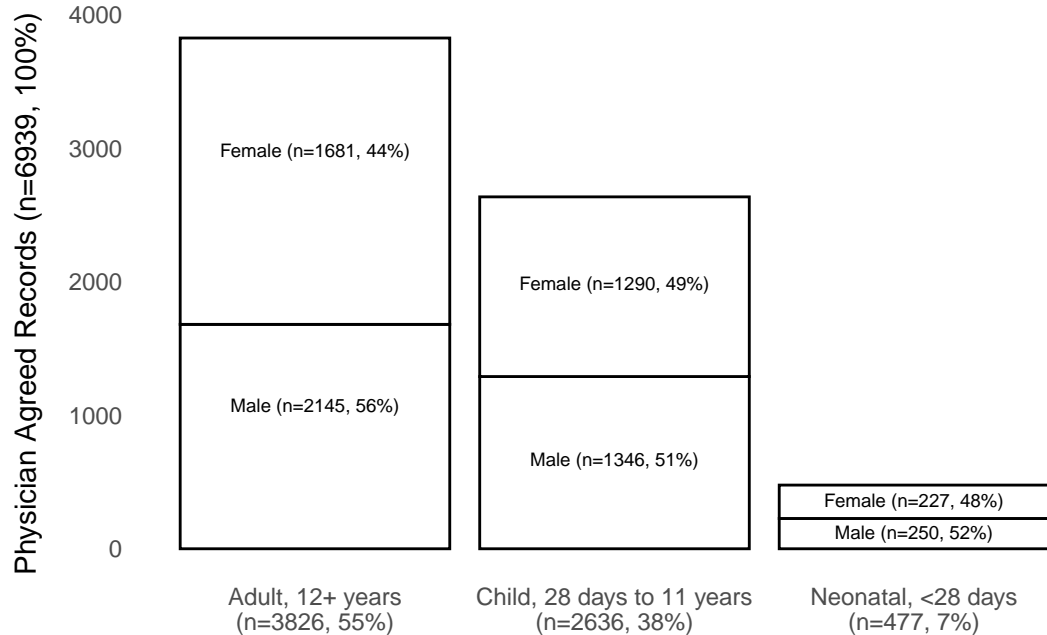 Physician Agreed Records (n=6939, 100%)
4000
3000
2000
1000
0
Female (n=1681, 44%)
Male (n=2145, 56%)
Female (n=1290, 49%)
Male (n=1346, 51%)
Female (n=227, 48%)
Male (n=250, 52%)
Adult, 12+ years
(n=3826, 55%)
Child, 28 days to 11 years
(n=2636, 38%)
Neonatal, <28 days
(n=477, 7%)